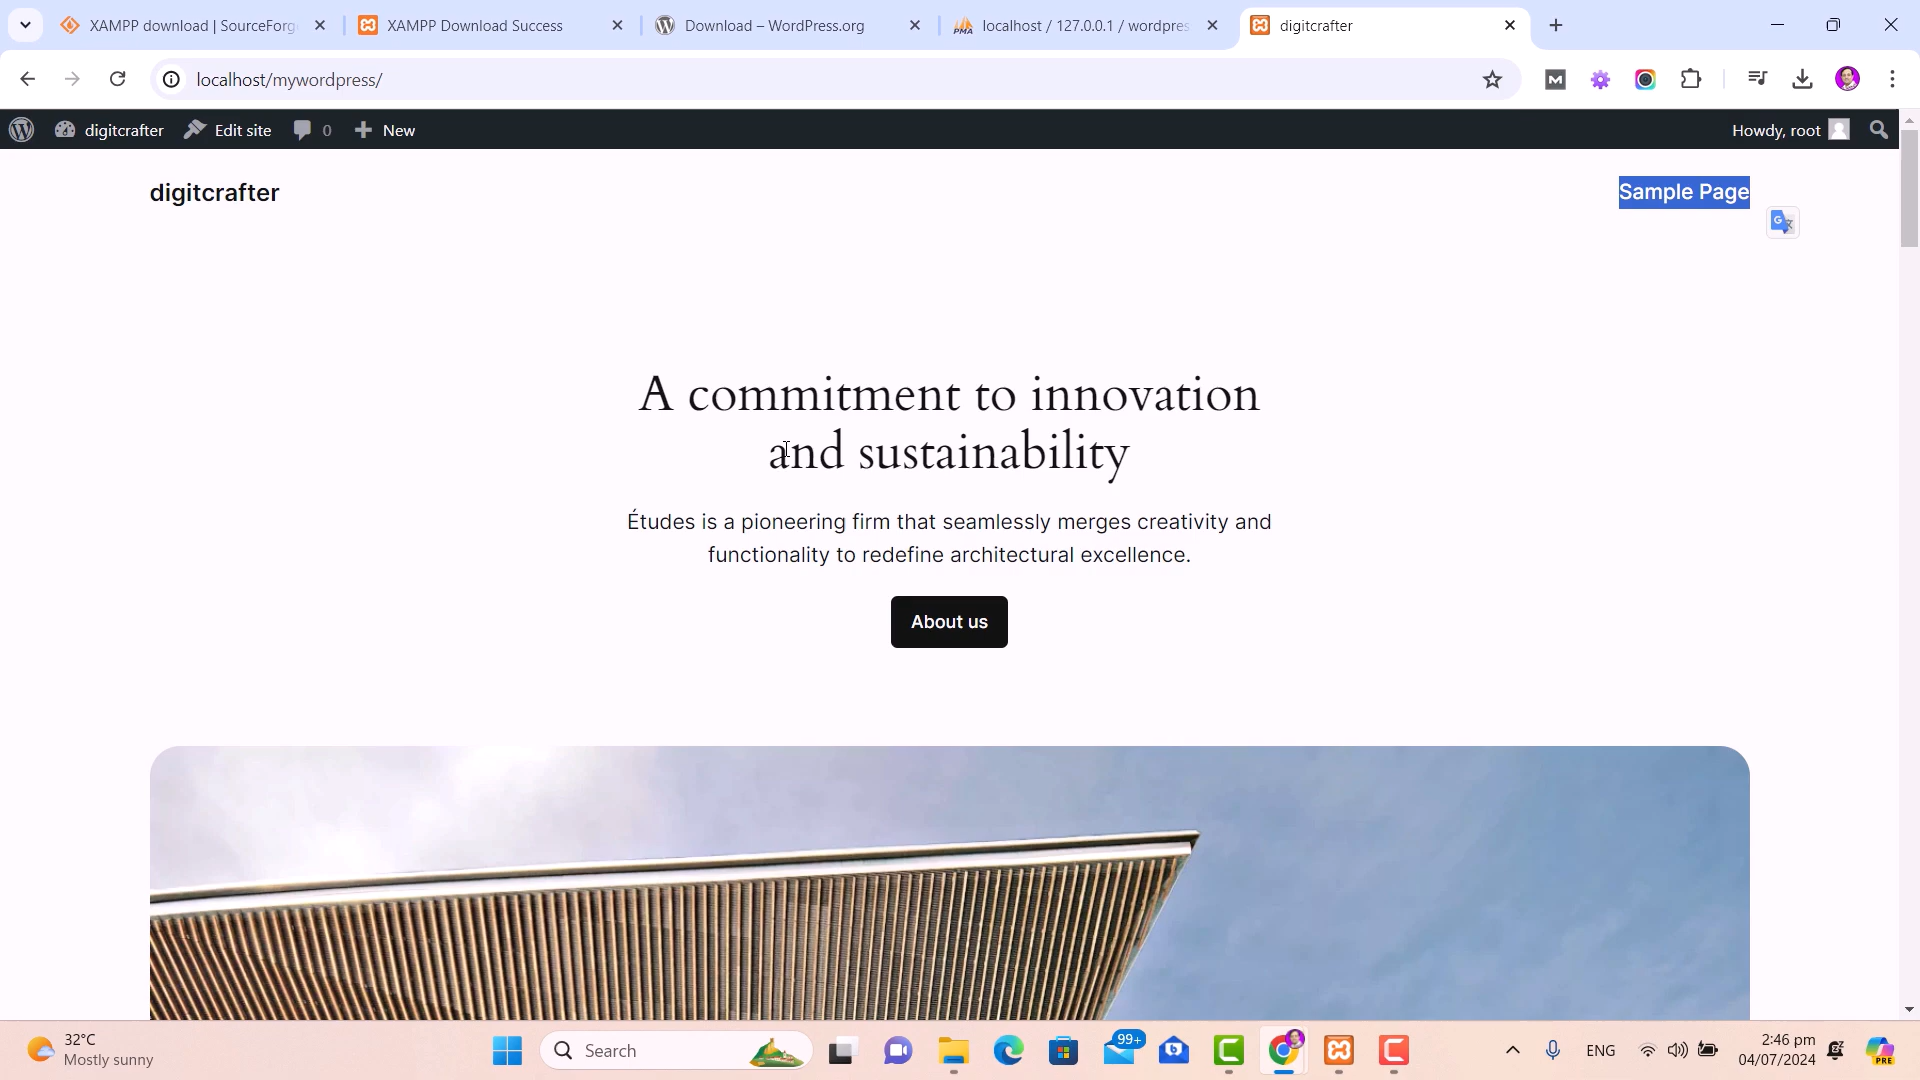 XAMPP download | SourceForg
XAMPP Download Success
Download – WordPress.org
PMA
localhost / 127.0.0.1 / wordpres
digitcrafter
localhost/mywordpress/
M
digitcrafter
Edit site
0
New
Howdy, root
digitcrafter
Sample Page
G
A commitment to innovation
and sustainability
Études is a pioneering firm that seamlessly merges creativity and
functionality to redefine architectural excellence.
About us
32°C
Mostly sunny
Search
99+
ENG
2:46 pm
04/07/2024
PRE